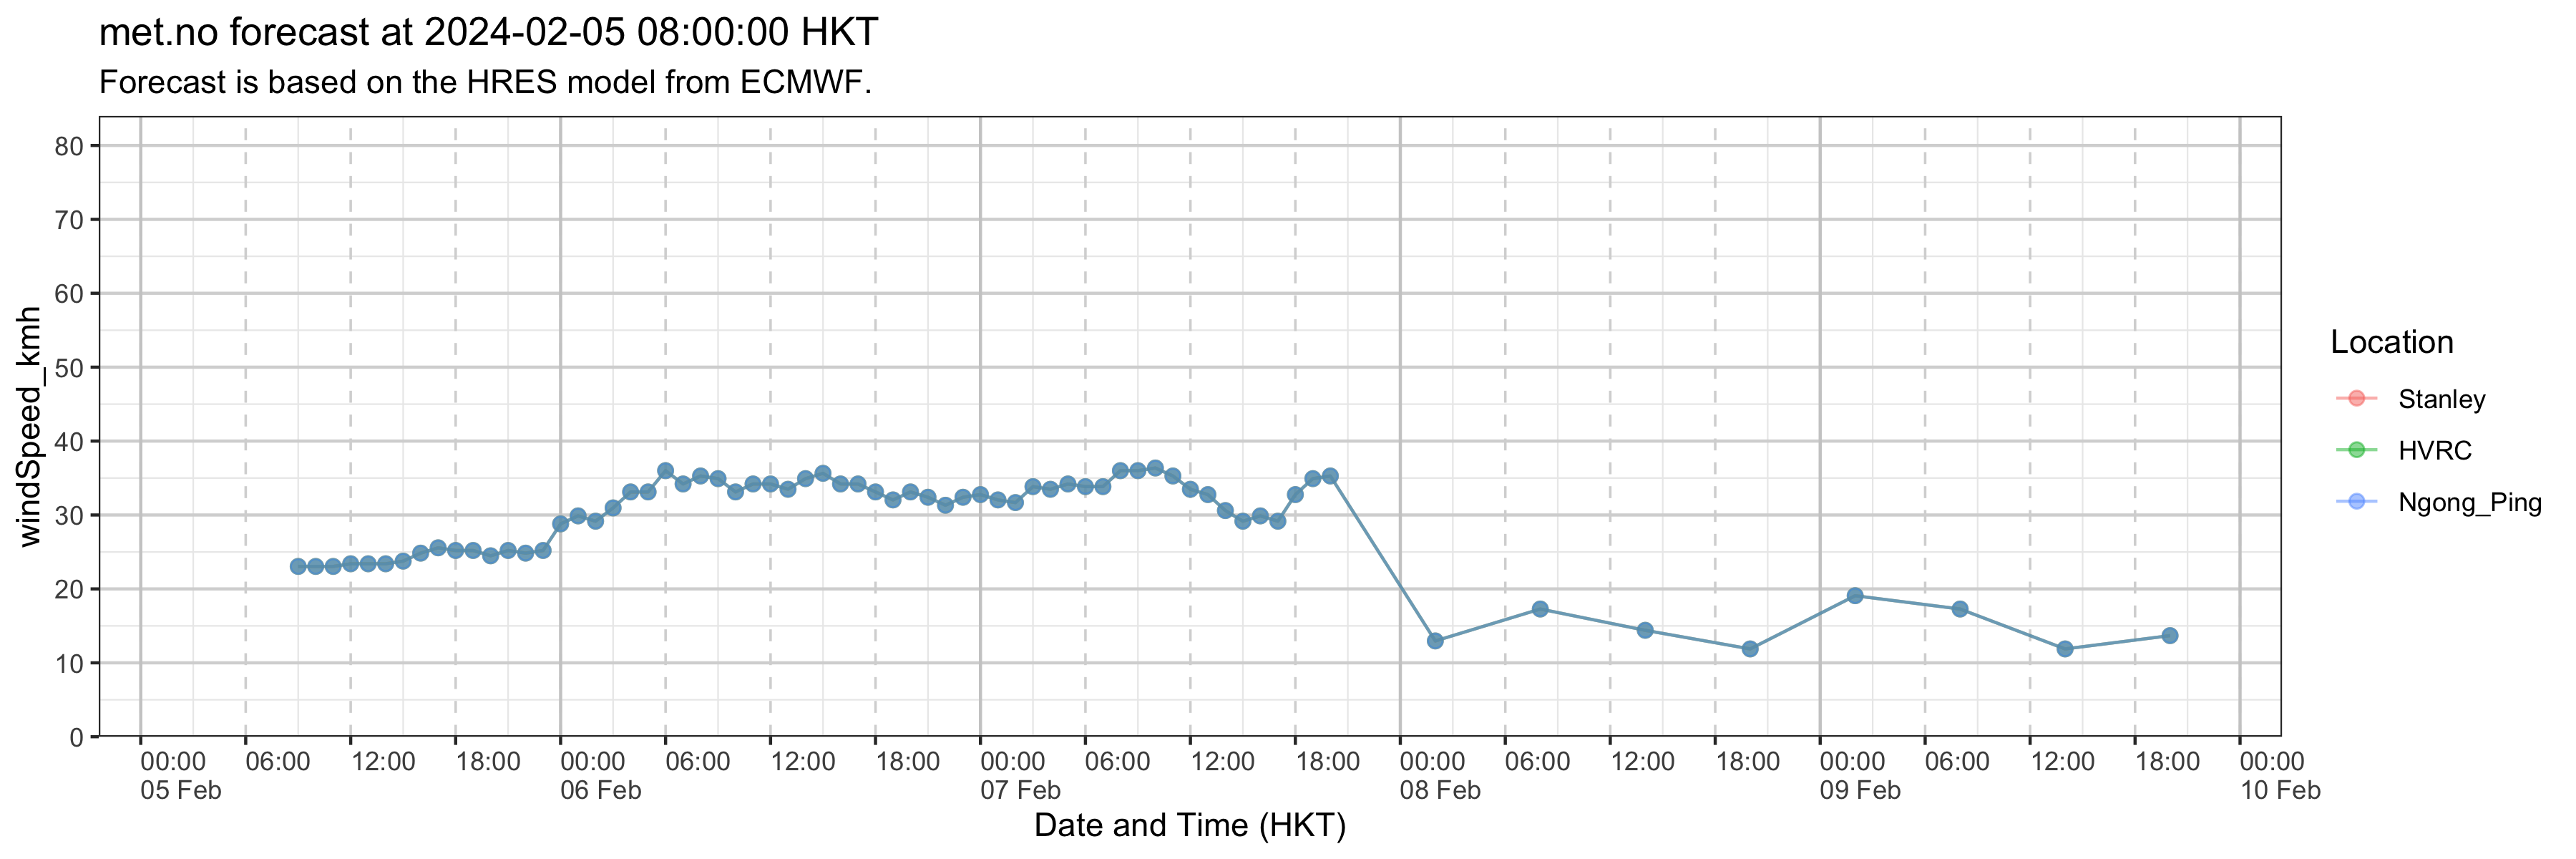 met.no forecast at 2024-02-05 08:00:00 HKT
Forecast is based on the HRES model from ECMWF.
windSpeed_kmh
80
70
60
50
40
30
20
10
0
00:00 06:00 12:00 18:00 00:00 06:00 12:00 18:00 00:00 06:00 12:00 18:00 00:00 06:00 12:00 18:00 00:00 06:00 12:00 18:00 00:00
05 Feb 06 Feb 07 Feb 08 Feb 09 Feb 10 Feb
Date and Time (HKT)
Location
Stanley
HVRC
Ngong_Ping